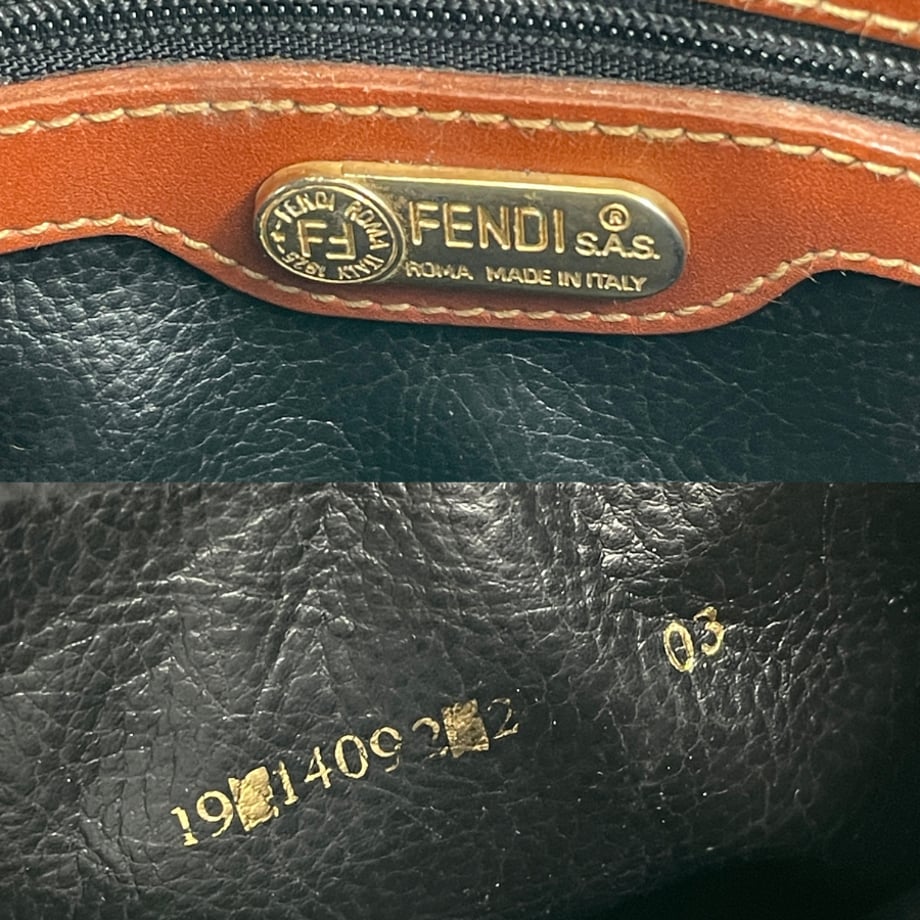 FENDI ROMA ITALY 1925
FF
FENDI ® S.A.S.
ROMA MADE IN ITALY
03
19 1409 2 2